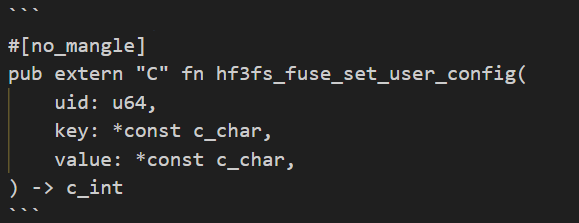 ```
#[no_mangle]
pub extern "C" fn hf3fs_fuse_set_user_config(
    uid: u64,
    key: *const c_char,
    value: *const c_char,
) -> c_int
```